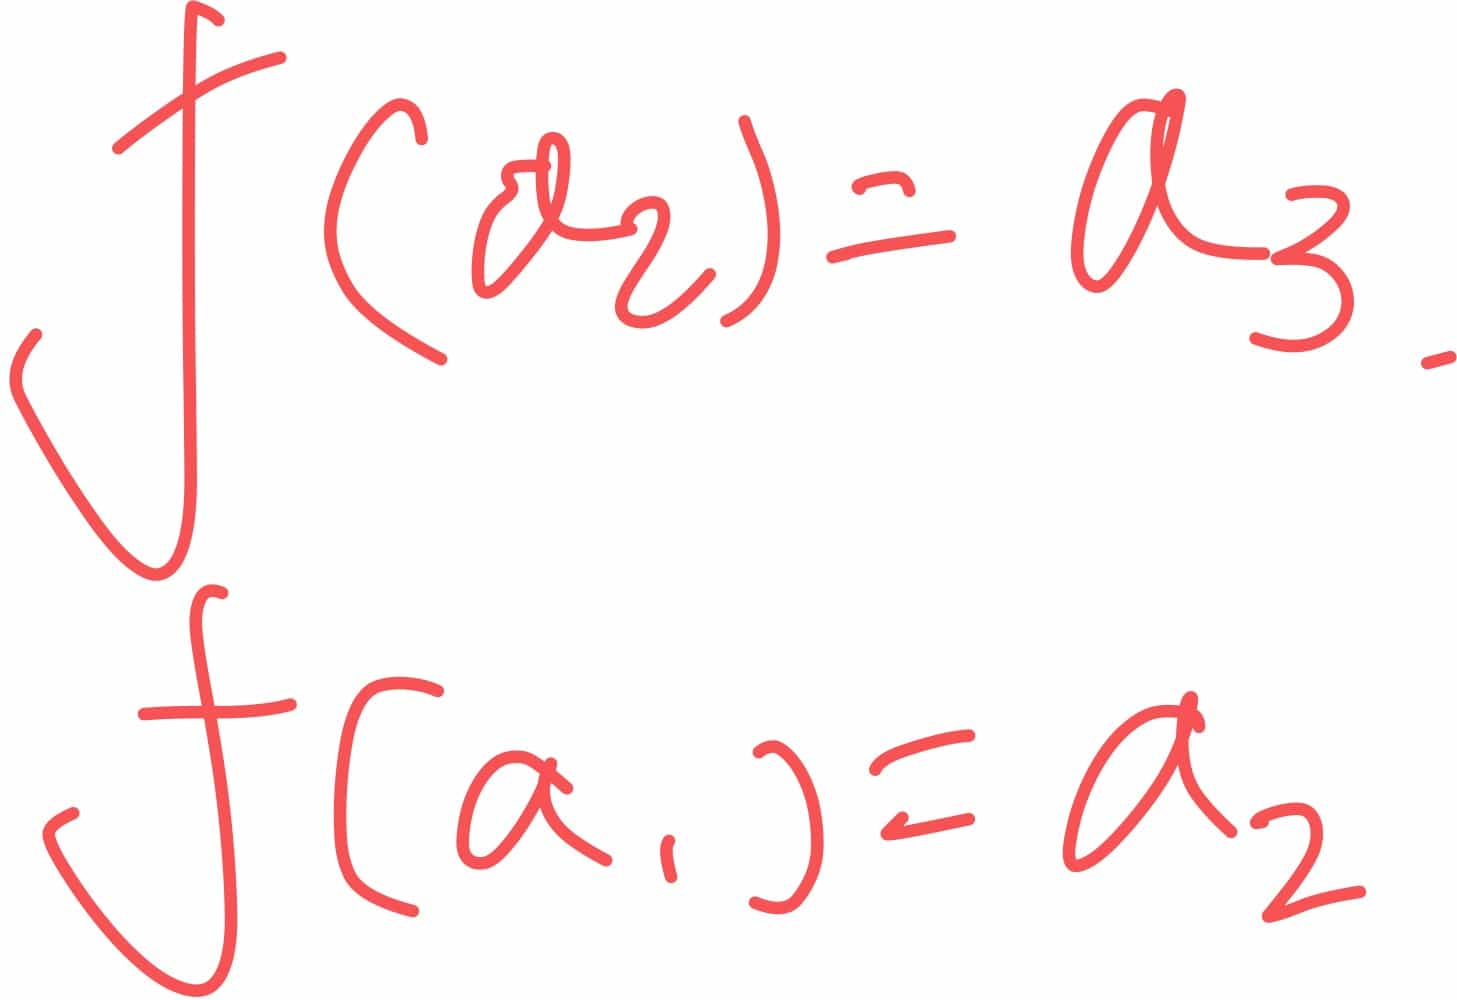 f(a₂) = a₃.
f(a₁) = a₂